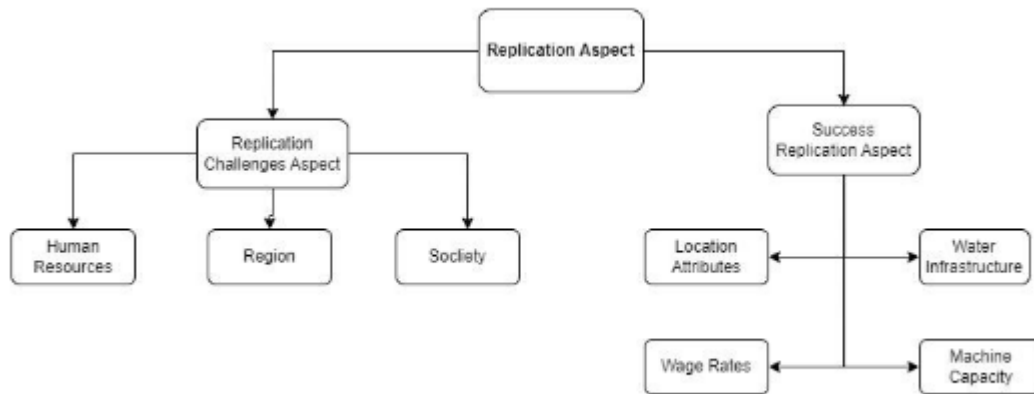 Replication Aspect
Replication
Challenges Aspect
Success
Replication Aspect
Human
Resources
Region
Socliety
Location
Attributes
Water
Infrastructure
Wage Rates
Machine
Capacity